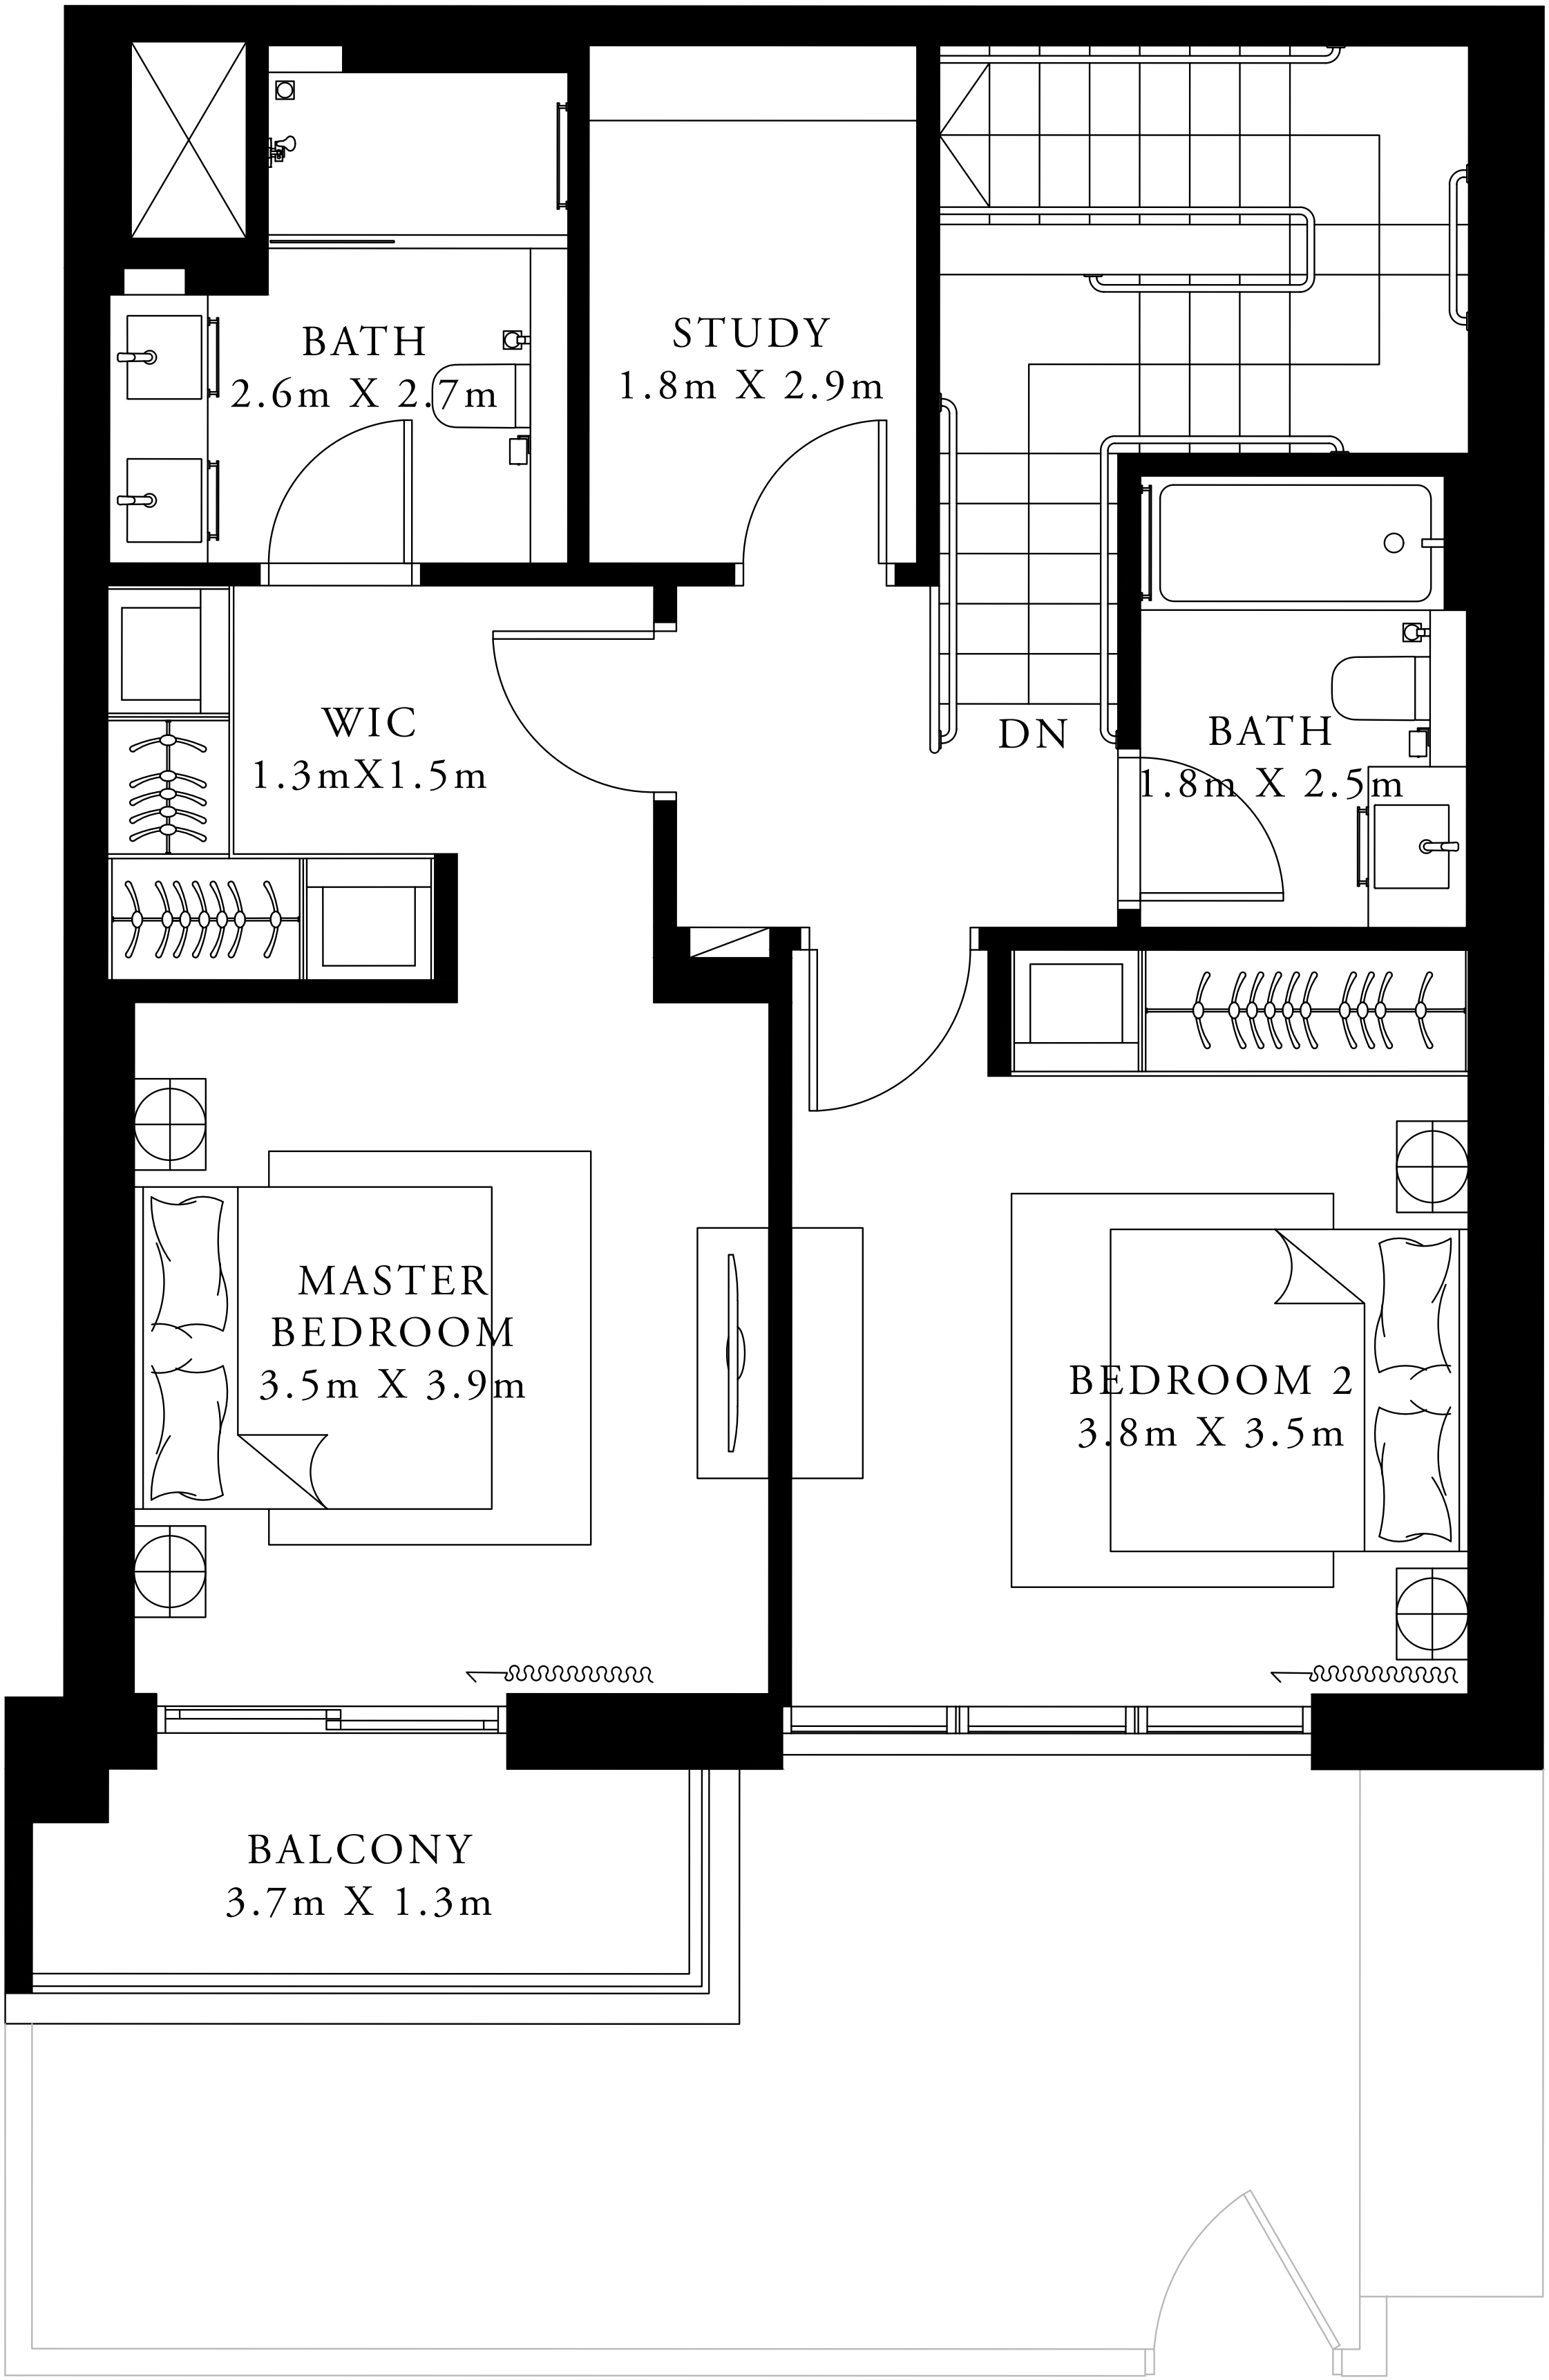 BATH
2.6m X 2.7m
STUDY
1.8m X 2.9m
WIC
1.3mX1.5m
DN
BATH
1.8m X 2.5m
MASTER
BEDROOM
3.5m X 3.9m
BEDROOM 2
3.8m X 3.5m
BALCONY
3.7m X 1.3m